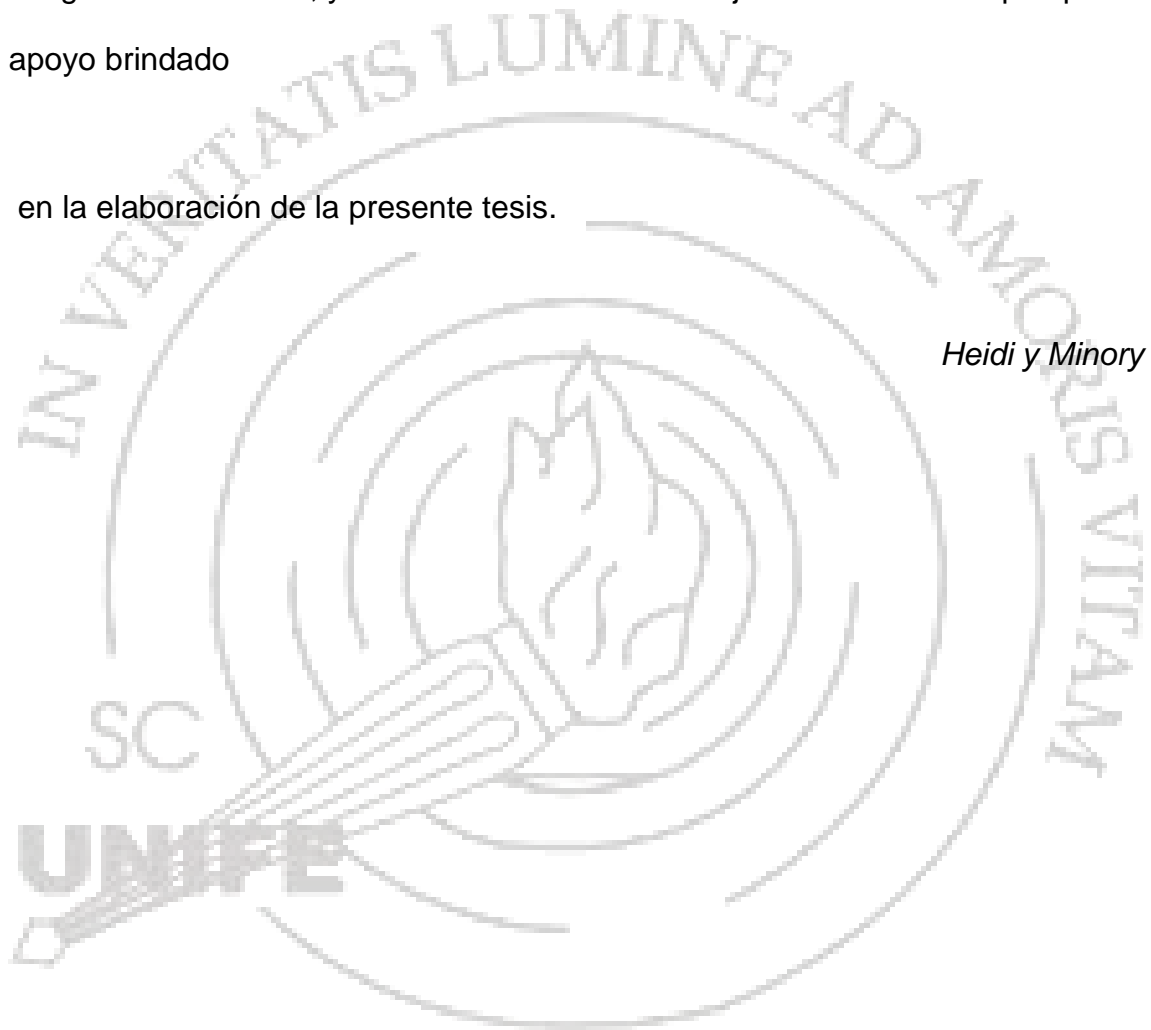 apoyo brindado
en la elaboración de la presente tesis.
Heidi y Minory
IN VERITATIS LUMINE AD AMORIS VITAM
SC
UNIFE